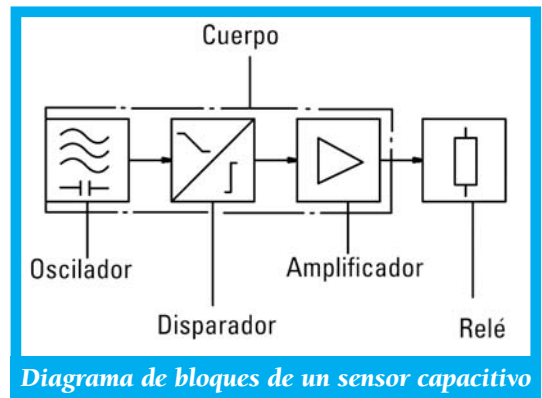 Cuerpo
Oscilador
Amplificador
Disparador
Relé
Diagrama de bloques de un sensor capacitivo